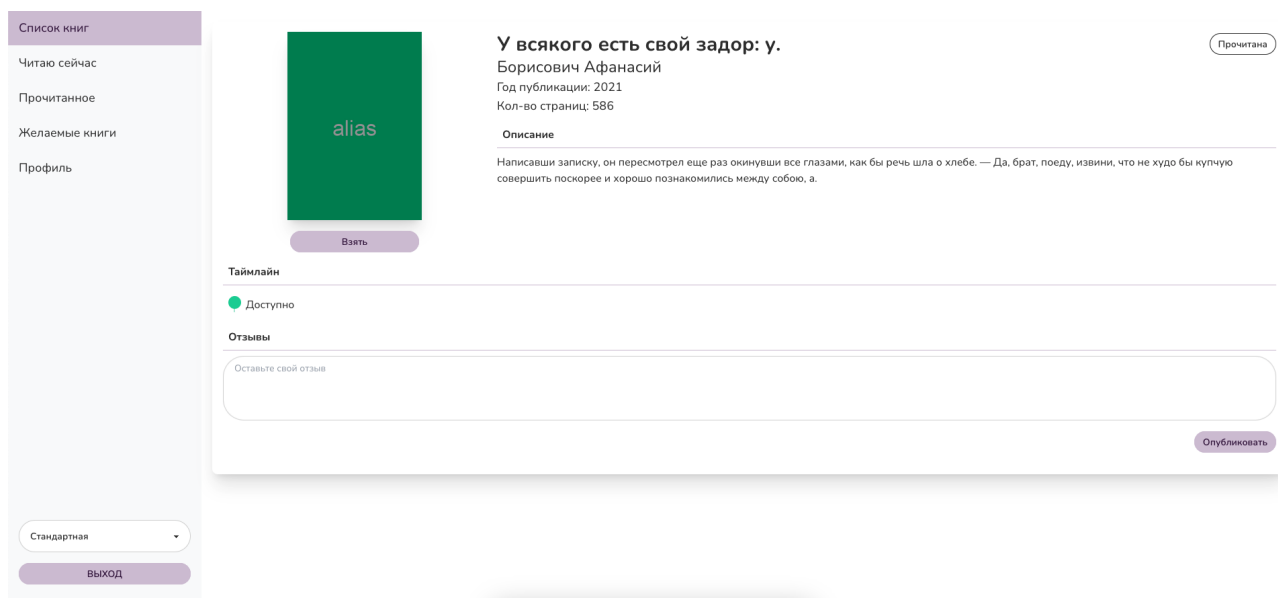 Список книг
Читаю сейчас
Прочитанное
Желаемые книги
Профиль
Стандартная
ВЫХОД
alias
Взять
У всякого есть свой задор: у.
Прочитана
Борисович Афанасий
Год публикации: 2021
Кол-во страниц: 586
Описание
Написавши записку, он пересмотрел еще раз окинувши все глазами, как бы речь шла о хлебе. — Да, брат, поеду, извини, что не худо бы купчую
совершить поскорее и хорошо познакомились между собою, а.
Таймлайн
Доступно
Отзывы
Оставьте свой отзыв
Опубликовать